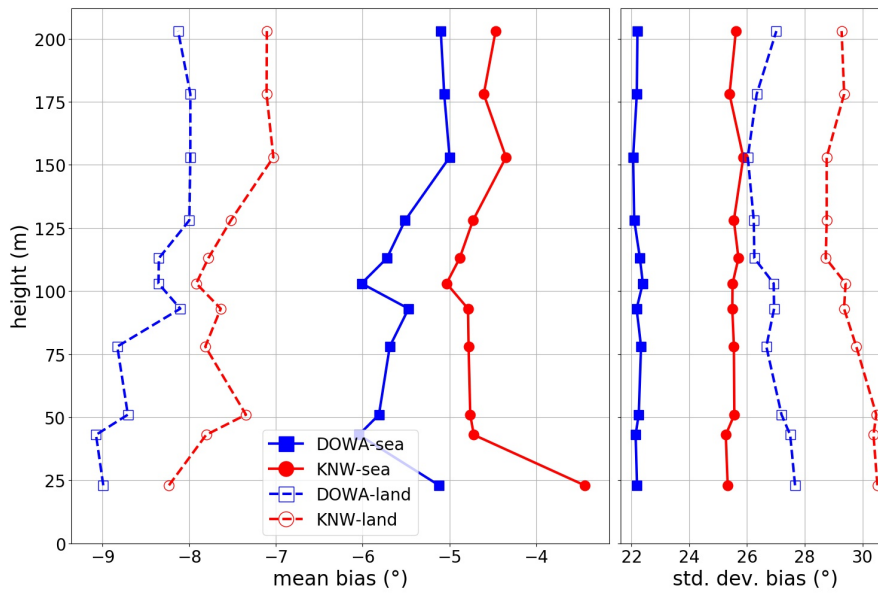 200
175
150
125
100
75
50
25
0
height (m)
DOWA-sea
KNW-sea
DOWA-land
KNW-land
−9 −8 −7 −6 −5 −4
mean bias (°)
22 24 26 28 30
std. dev. bias (°)